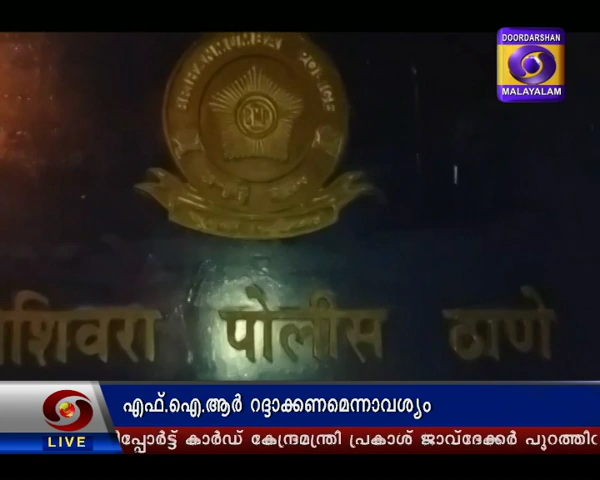 DOORDARSHAN
MALAYALAM
ाशिवरा पोलीस ठाणे
എഫ്.ഐ.ആർ റദ്ദാക്കണമെന്നാവശ്യം
LIVE
റിപ്പോർട്ട് കാർഡ് കേന്ദ്രമന്ത്രി പ്രകാശ് ജാവ്ദേക്കർ പുറത്തിറ